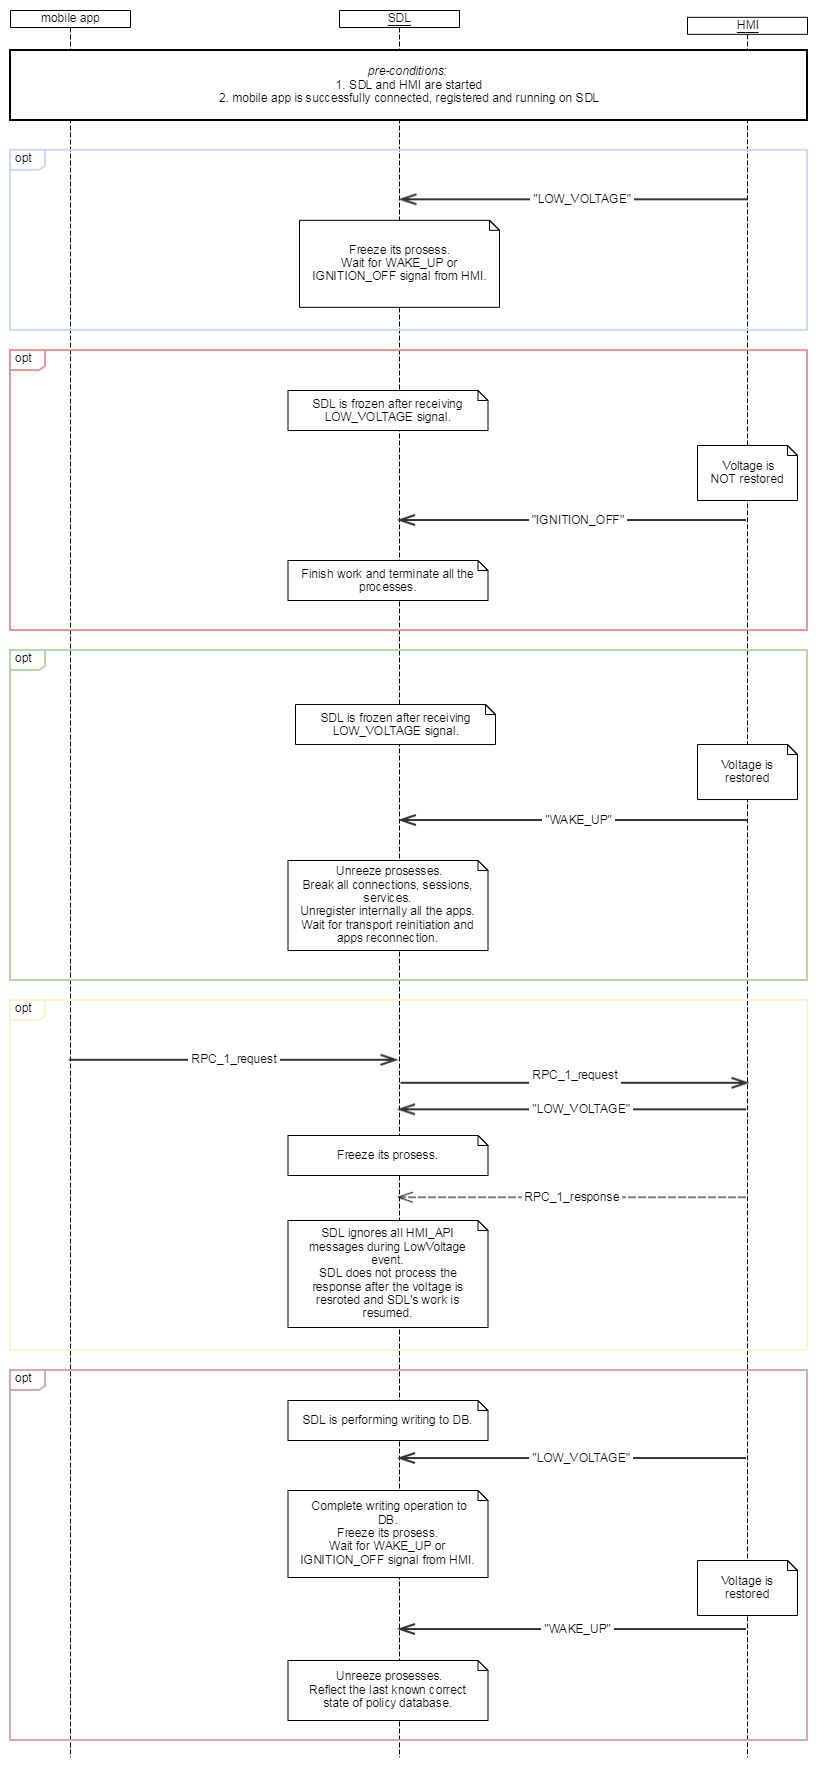 mobile app
SDL
HMI
pre-conditions:
1. SDL and HMI are started
2. mobile app is successfully connected, registered and running on SDL
opt
"LOW_VOLTAGE"
Freeze its prosess.
Wait for WAKE_UP or
IGNITION_OFF signal from HMI.
opt
SDL is frozen after receiving
LOW_VOLTAGE signal.
Voltage is
NOT restored
"IGNITION_OFF"
Finish work and terminate all the
processes.
opt
SDL is frozen after receiving
LOW_VOLTAGE signal.
Voltage is
restored
"WAKE_UP"
Unreeze prosesses.
Break all connections, sessions,
services.
Unregister internally all the apps.
Wait for transport reinitiation and
apps reconnection.
opt
RPC_1_request
RPC_1_request
"LOW_VOLTAGE"
Freeze its prosess.
RPC_1_response
SDL ignores all HMI_API
messages during LowVoltage
event.
SDL does not process the
response after the voltage is
resroted and SDL's work is
resumed.
opt
SDL is performing writing to DB.
"LOW_VOLTAGE"
Complete writing operation to
DB.
Freeze its prosess.
Wait for WAKE_UP or
IGNITION_OFF signal from HMI.
Voltage is
restored
"WAKE_UP"
Unreeze prosesses.
Reflect the last known correct
state of policy database.